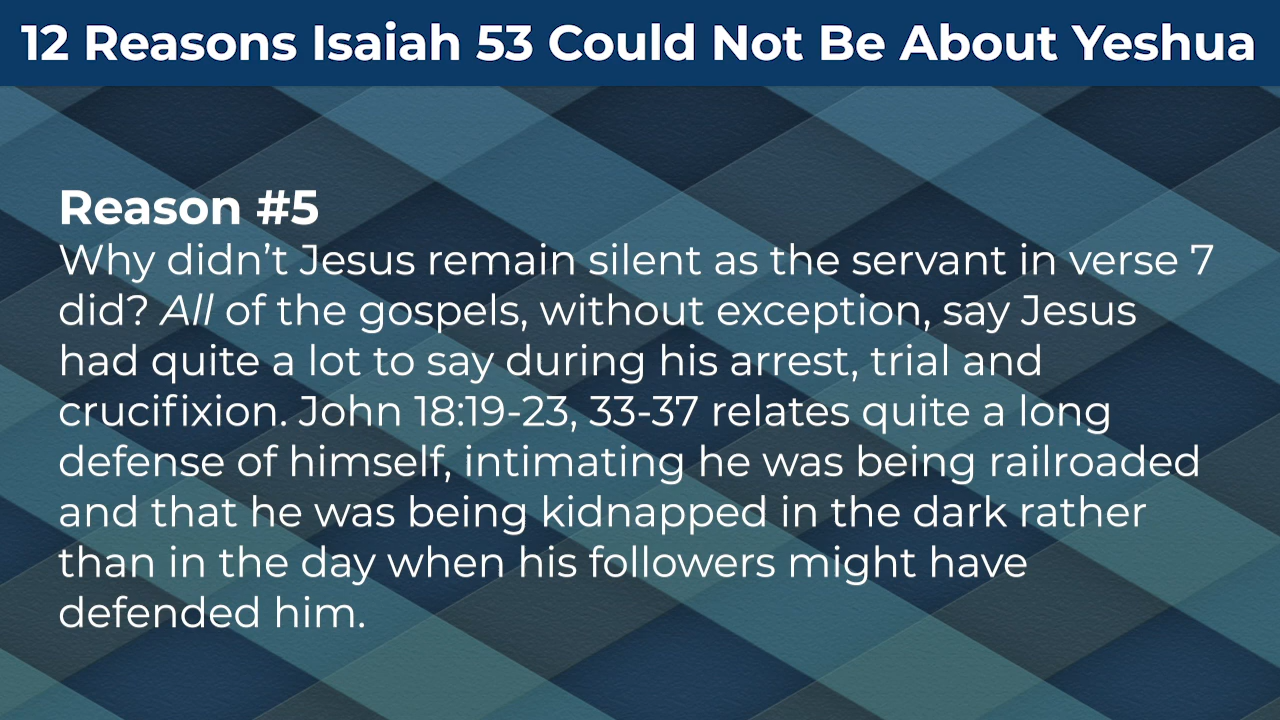 12 Reasons Isaiah 53 Could Not Be About Yeshua
Reason #5
Why didn’t Jesus remain silent as the servant in verse 7
did? All of the gospels, without exception, say Jesus
had quite a lot to say during his arrest, trial and
crucifixion. John 18:19-23, 33-37 relates quite a long
defense of himself, intimating he was being railroaded
and that he was being kidnapped in the dark rather
than in the day when his followers might have
defended him.